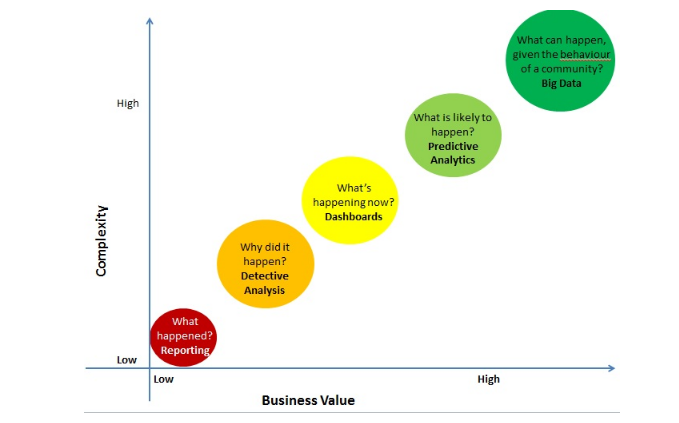 What can happen,
given the behaviour
of a community?
Big Data
High
What is likely to
happen?
Predictive
Analytics
What's
happening now?
Dashboards
Complexity
Why did it
happen?
Detective
Analysis
What
happened?
Reporting
Low
Low
High
Business Value